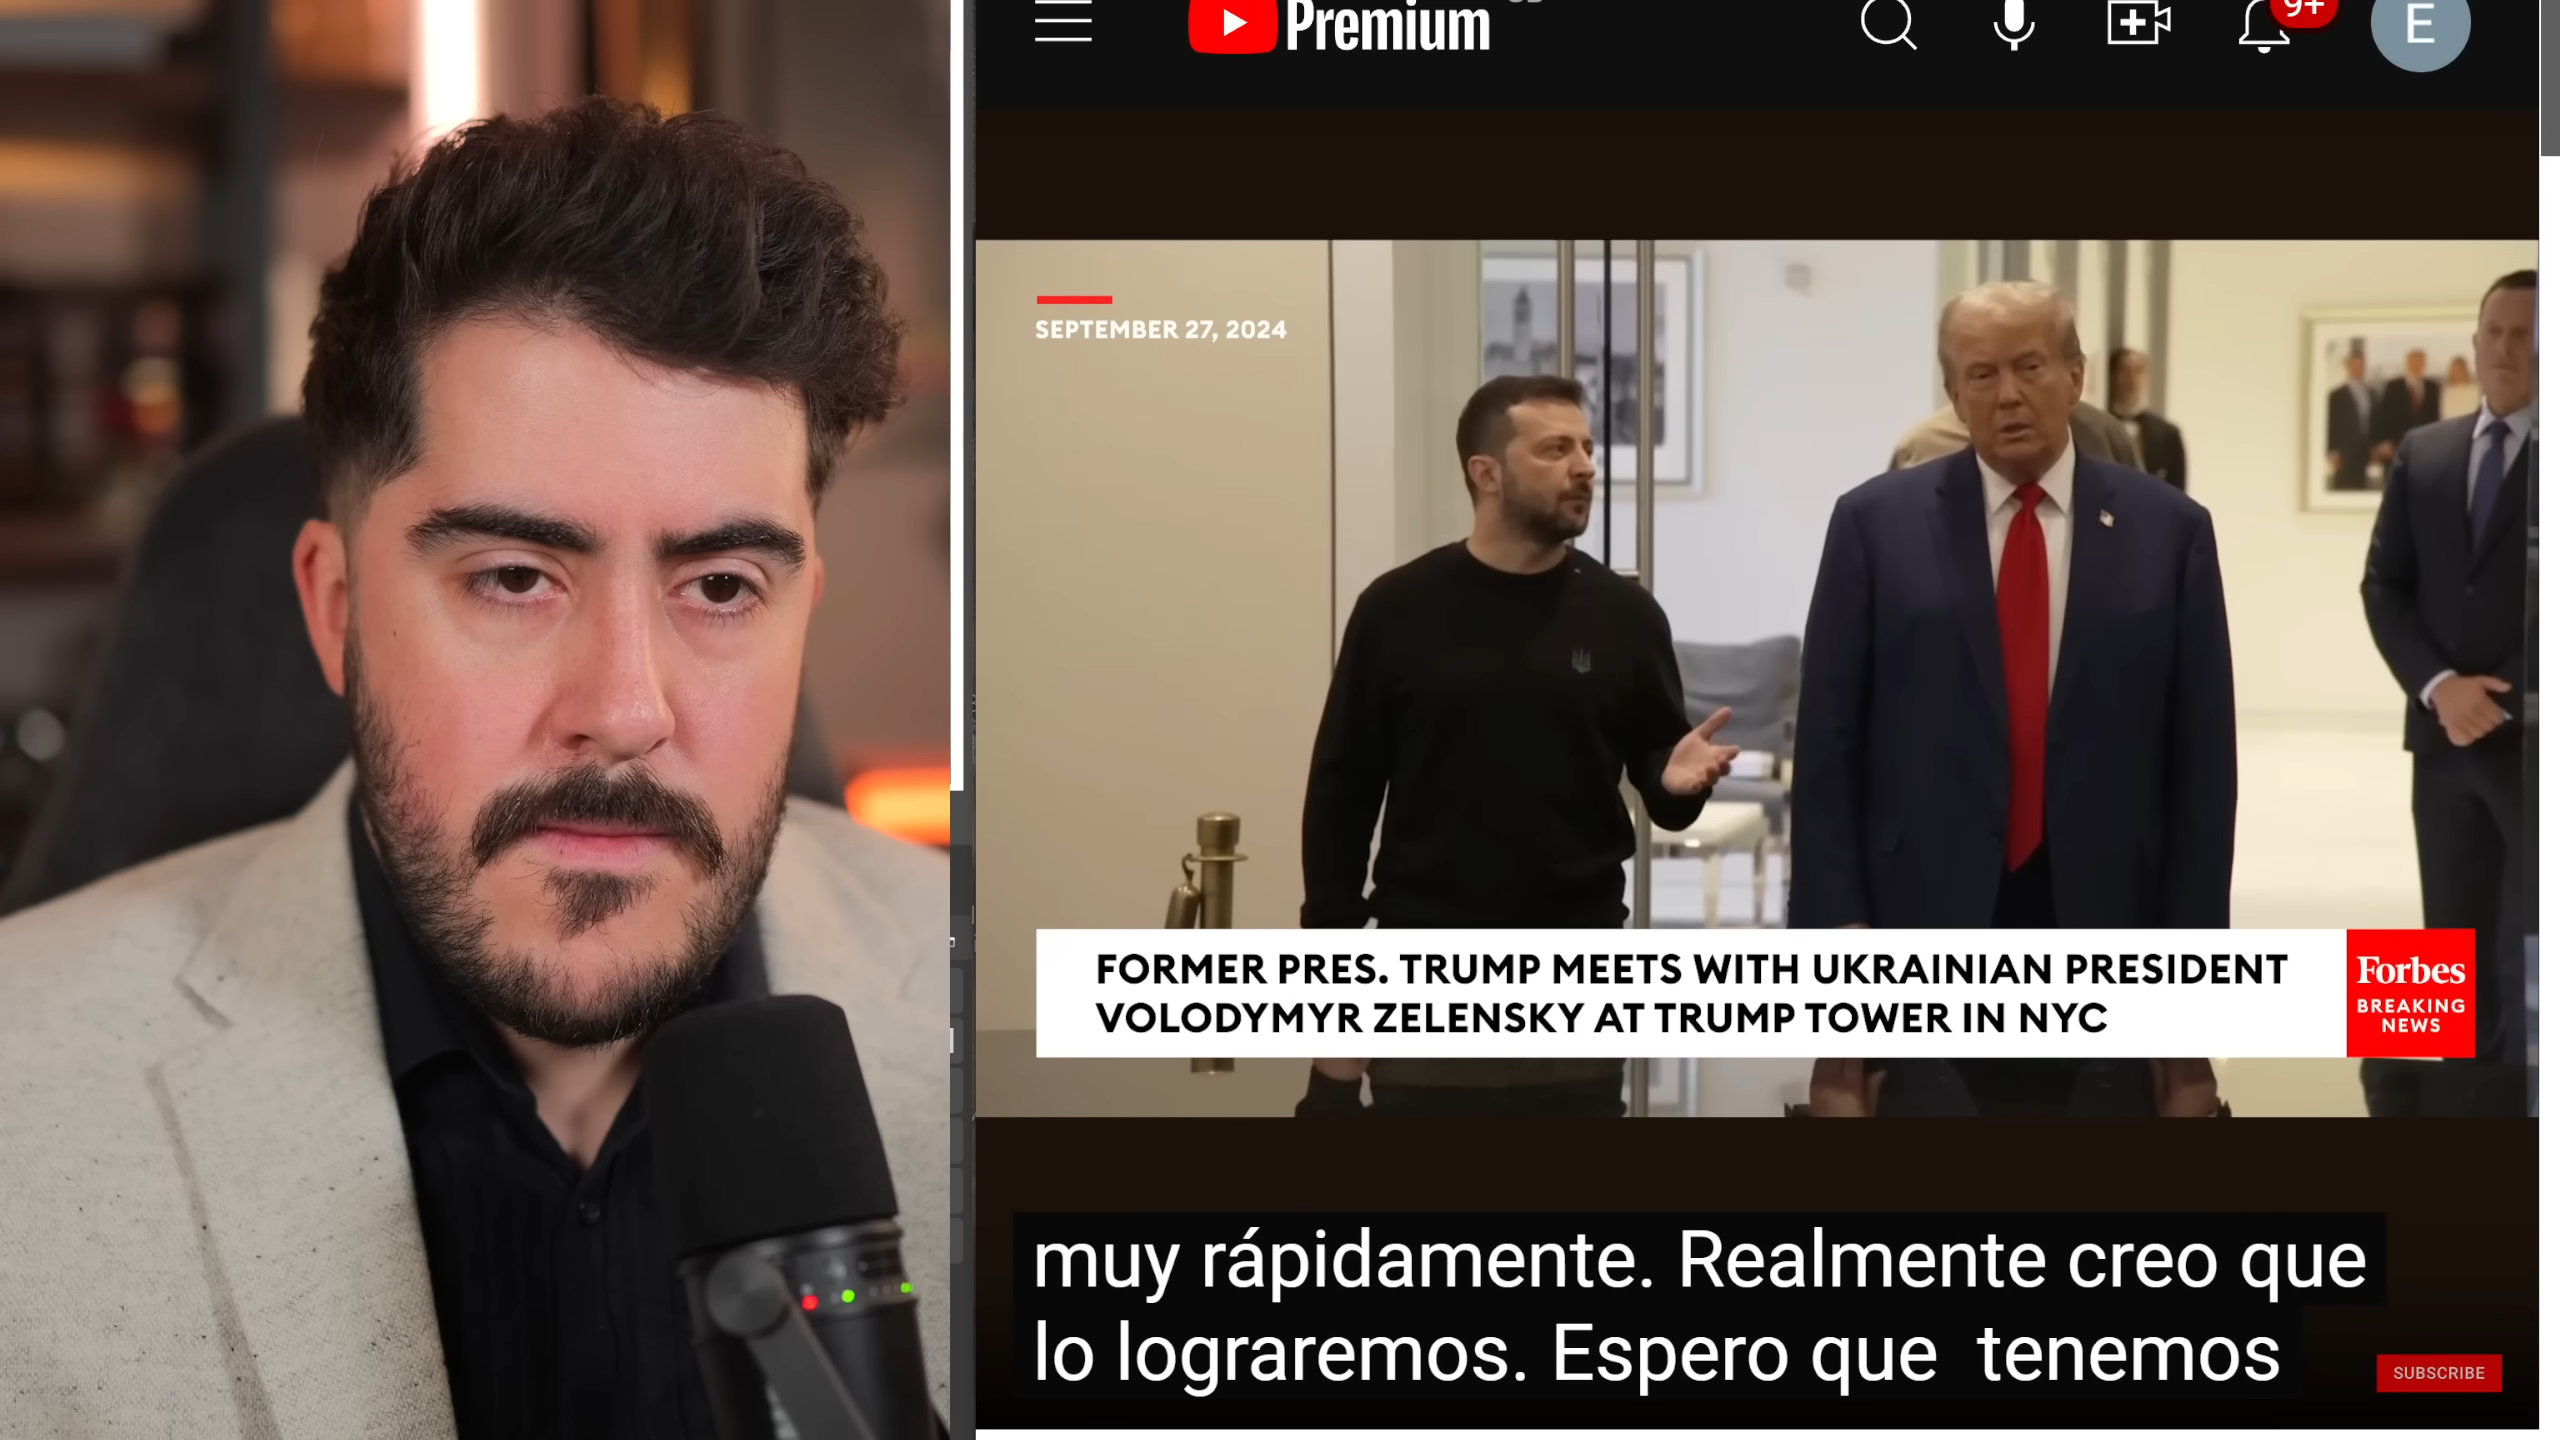 Premium
9+
E
SEPTEMBER 27, 2024
FORMER PRES. TRUMP MEETS WITH UKRAINIAN PRESIDENT
VOLODYMYR ZELENSKY AT TRUMP TOWER IN NYC
Forbes
BREAKING
NEWS
muy rápidamente. Realmente creo que
lo lograremos. Espero que tenemos
SUBSCRIBE